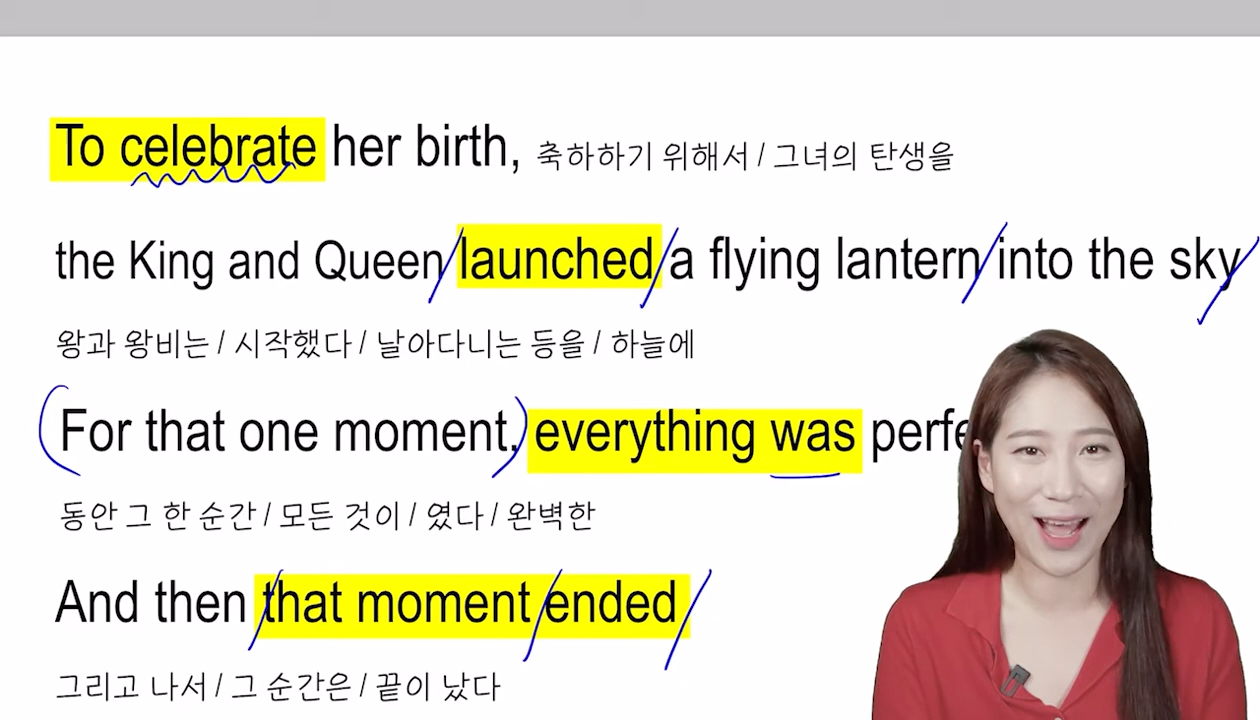 To celebrate her birth, 축하하기 위해서 / 그녀의 탄생을
the King and Queen launched a flying lantern into the sky
왕과 왕비는 / 시작했다 / 날아다니는 등을 / 하늘에
For that one moment, everything was
동안 그 한 순간 / 모든 것이 / 였다 / 완벽한
And then that moment ended
그리고 나서 / 그 순간은 / 끝이 났다